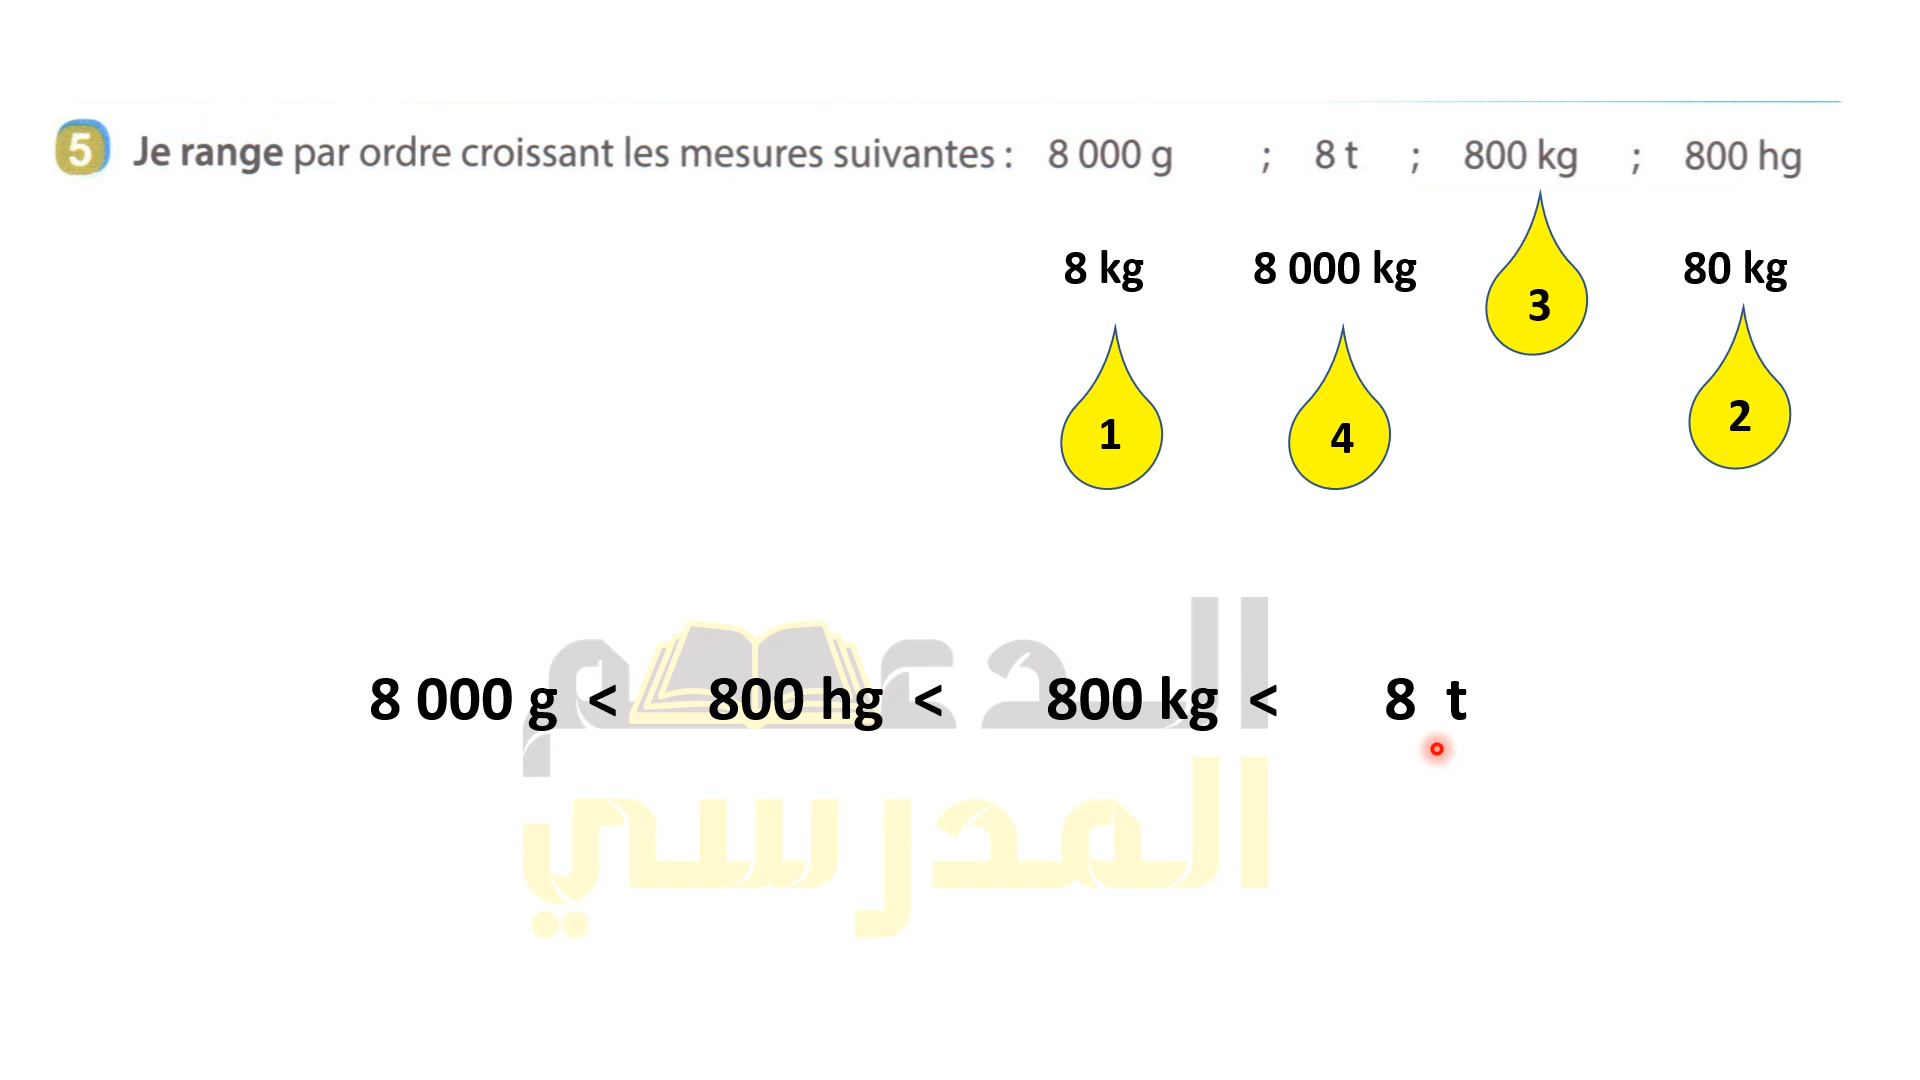 5 Je range par ordre croissant les mesures suivantes : 8 000 g ; 8 t ; 800 kg ; 800 hg
8 kg 8 000 kg 80 kg
3
1 4 2
8 000 g < 800 hg < 800 kg < 8 t
الدعم
المدرسي